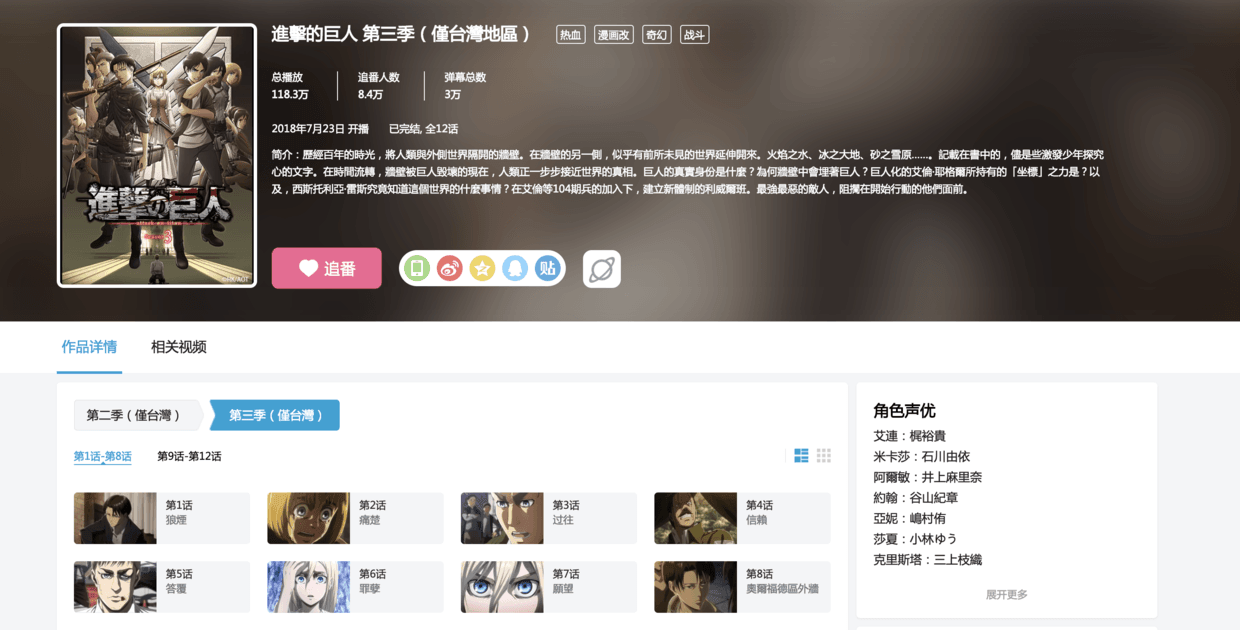 進擊的巨人 第三季（僅台灣地區）
热血 漫画改 奇幻 战斗
总播放 追番人数 弹幕总数
118.3万 8.4万 3万
2018年7月23日 开播 已完结, 全12话
简介：歷經百年的時光，將人類與外側世界隔開的牆壁。在牆壁的另一側，似乎有前所未見的世界延伸開來。火焰之水、冰之大地、砂之雪原……。記載在書中的，儘是些激發少年探究
心的文字。在時間流轉，牆壁被巨人毀壞的現在，人類正一步步接近世界的真相。巨人的真實身份是什麼？為何牆壁中會埋著巨人？巨人化的艾倫·耶格爾所持有的「坐標」之力是？以
及，西斯托利亞·雷斯究竟知道這個世界的什麼事情？在艾倫等104期兵的加入下，建立新體制的利威爾班。最強最惡的敵人，阻攔在開始行動的他們面前。
進撃の巨人
attack on titan
追番
贴
作品详情 相关视频
第二季（僅台灣） 第三季（僅台灣）
第1话-第8话 第9话-第12话
第1话 第2话 第3话 第4话
狼煙 痛楚 过往 信賴
第5话 第6话 第7话 第8话
答覆 罪孽 願望 奧爾福德區外牆
角色声优
艾連：梶裕貴
米卡莎：石川由依
阿爾敏：井上麻里奈
約翰：谷山紀章
亞妮：嶋村侑
莎夏：小林ゆう
克里斯塔：三上枝織
展开更多